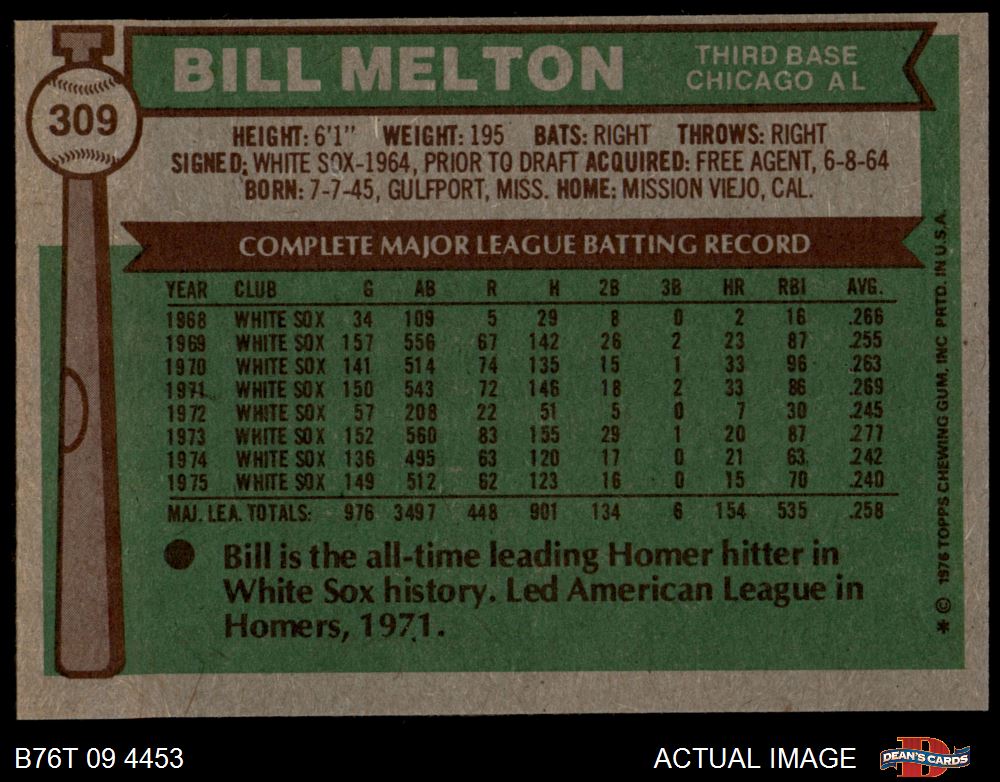 309
BILL MELTON
THIRD BASE
CHICAGO AL
HEIGHT: 6'1" WEIGHT: 195 BATS: RIGHT THROWS: RIGHT
SIGNED: WHITE SOX-1964, PRIOR TO DRAFT ACQUIRED: FREE AGENT, 6-8-64
BORN: 7-7-45, GULFPORT, MISS. HOME: MISSION VIEJO, CAL.
COMPLETE MAJOR LEAGUE BATTING RECORD
YEAR CLUB G AB R H 2B 3B HR RBI AVG.
1968 WHITE SOX 34 109 5 29 8 0 2 16 .266
1969 WHITE SOX 157 556 67 142 26 2 23 87 .255
1970 WHITE SOX 141 514 74 135 15 1 33 96 .263
1971 WHITE SOX 150 543 72 146 18 2 33 86 .269
1972 WHITE SOX 57 208 22 51 5 0 7 30 .245
1973 WHITE SOX 152 560 83 155 29 1 20 87 .277
1974 WHITE SOX 136 495 63 120 17 0 21 63 .242
1975 WHITE SOX 149 512 62 123 16 0 15 70 .240
MAJ. LEA. TOTALS: 976 3497 448 901 134 6 154 535 .258
Bill is the all-time leading Homer hitter in
White Sox history. Led American League in
Homers, 1971.
* © 1976 TOPPS CHEWING GUM, INC PRTD. IN U.S.A.
B76T 09 4453
ACTUAL IMAGE
D
DEAN'S CARDS